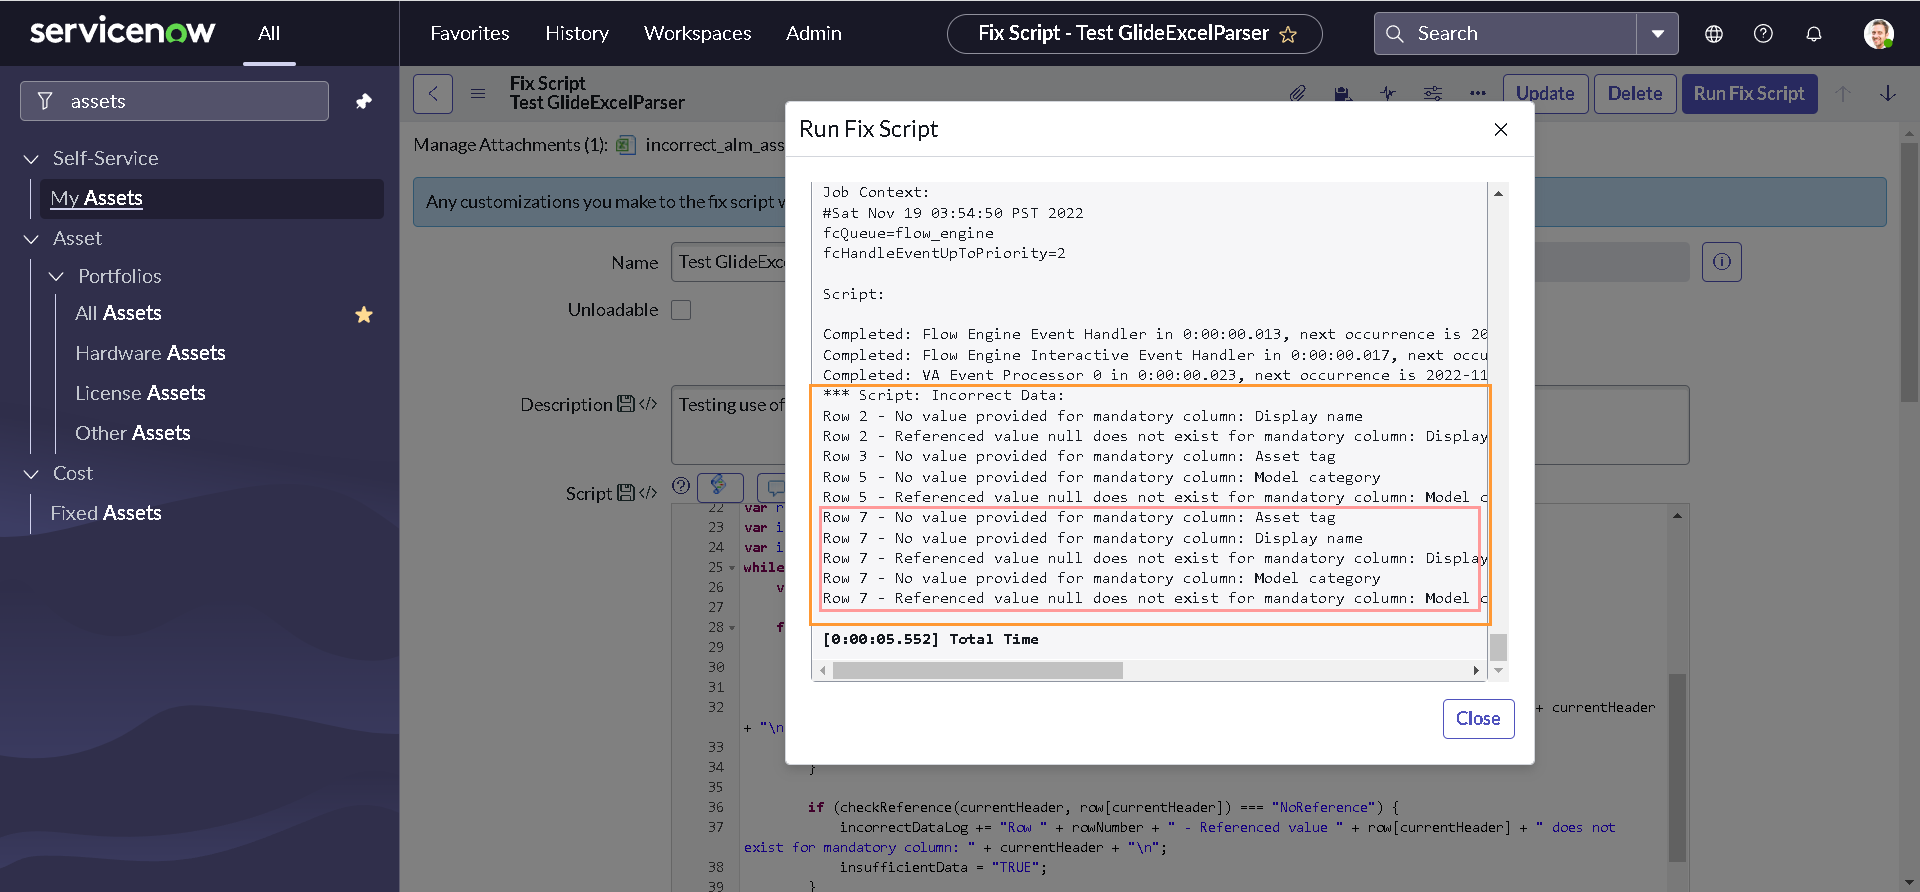 servicenow
All
Favorites
History
Workspaces
Admin
Fix Script - Test GlideExcelParser
Search
assets
Self-Service
My Assets
Asset
Portfolios
All Assets
Hardware Assets
License Assets
Other Assets
Cost
Fixed Assets
Fix Script
Test GlideExcelParser
Update
Delete
Run Fix Script
Manage Attachments (1): incorrect_alm_ass
Any customizations you make to the fix script
Name
Test GlideExc
Unloadable
Description </>
Testing use of
Script </>
Run Fix Script
Job Context:
#Sat Nov 19 03:54:50 PST 2022
fcQueue=flow_engine
fcHandleEventUpToPriority=2
Script:
Completed: Flow Engine Event Handler in 0:00:00.013, next occurrence is 20
Completed: Flow Engine Interactive Event Handler in 0:00:00.017, next occu
Completed: VA Event Processor 0 in 0:00:00.023, next occurrence is 2022-11
*** Script: Incorrect Data:
Row 2 - No value provided for mandatory column: Display name
Row 2 - Referenced value null does not exist for mandatory column: Display
Row 3 - No value provided for mandatory column: Asset tag
Row 5 - No value provided for mandatory column: Model category
Row 5 - Referenced value null does not exist for mandatory column: Model c
Row 7 - No value provided for mandatory column: Asset tag
Row 7 - No value provided for mandatory column: Display name
Row 7 - Referenced value null does not exist for mandatory column: Display
Row 7 - No value provided for mandatory column: Model category
Row 7 - Referenced value null does not exist for mandatory column: Model c
[0:00:05.552] Total Time
Close
22 var r
23 var i
24 var i
25 while
26 v
27
28 f
29
30
31
32 + currentHeader
+ "\n
33
34 }
35
36 if (checkReference(currentHeader, row[currentHeader]) === "NoReference") {
37 incorrectDataLog += "Row " + rowNumber + " - Referenced value " + row[currentHeader] + " does not
exist for mandatory column: " + currentHeader + "\n";
38 insufficientData = "TRUE";
39 }